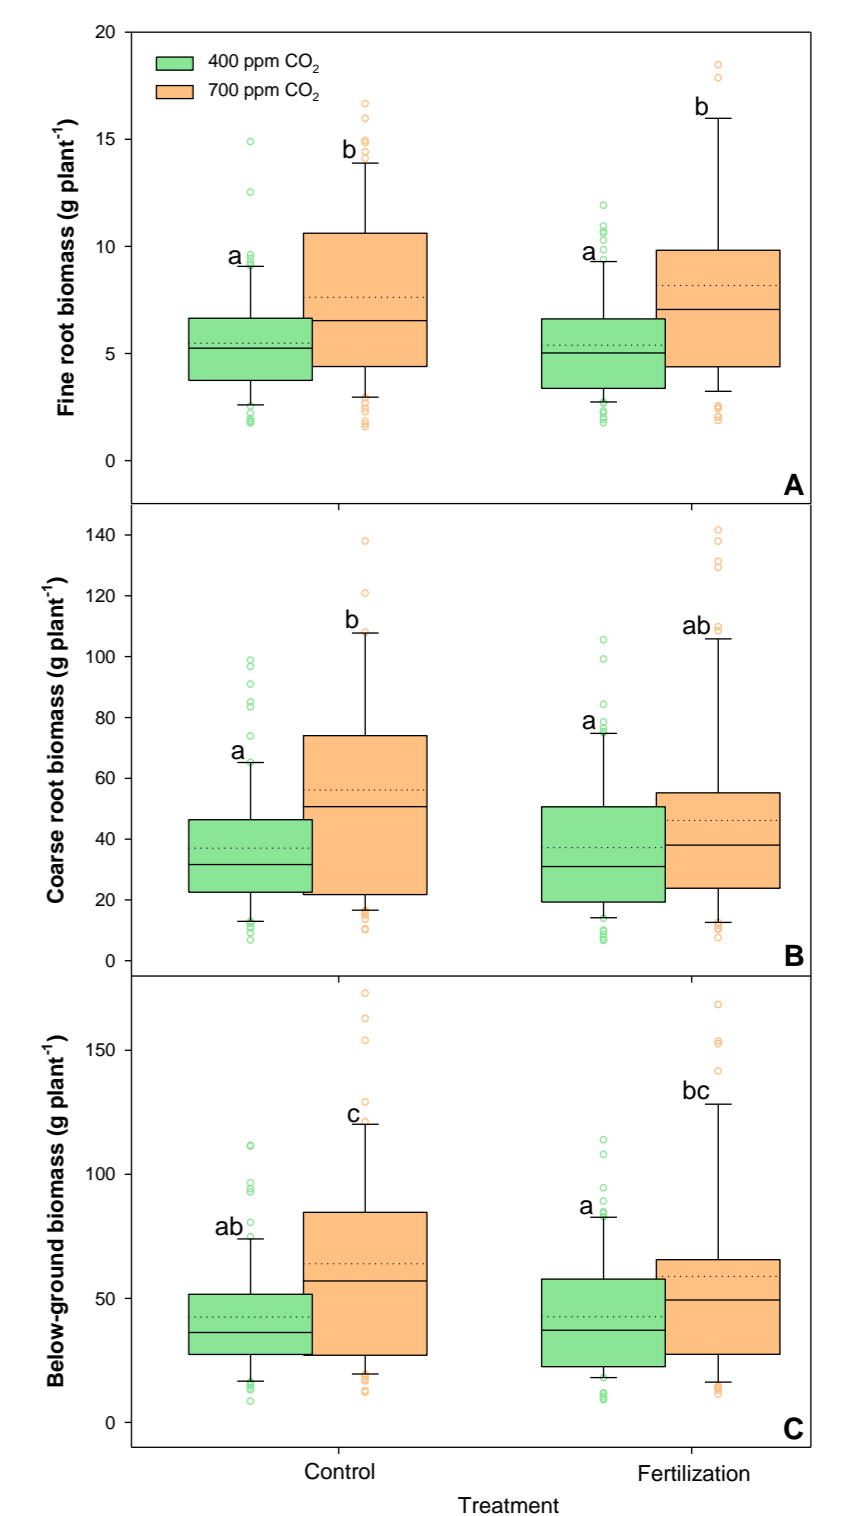 20
400 ppm CO2
700 ppm CO2
15
10
5
0
Fine root biomass (g plant-1)
a
b
a
b
A
140
120
100
80
60
40
20
0
Coarse root biomass (g plant-1)
a
b
a
ab
B
150
100
50
0
Below-ground biomass (g plant-1)
ab
c
a
bc
C
Control
Fertilization
Treatment